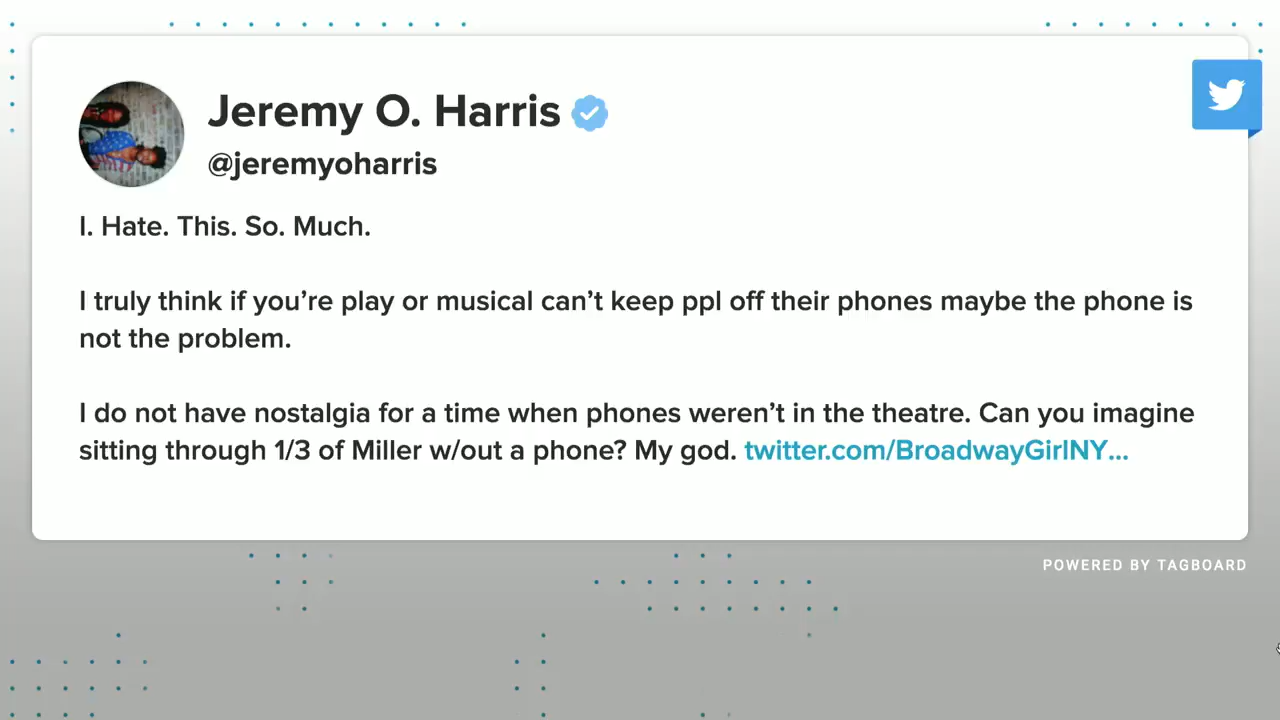 Jeremy O. Harris
@jeremyoharris
I. Hate. This. So. Much.
I truly think if you’re play or musical can’t keep ppl off their phones maybe the phone is
not the problem.
I do not have nostalgia for a time when phones weren’t in the theatre. Can you imagine
sitting through 1/3 of Miller w/out a phone? My god. twitter.com/BroadwayGirlNY…
POWERED BY TAGBOARD